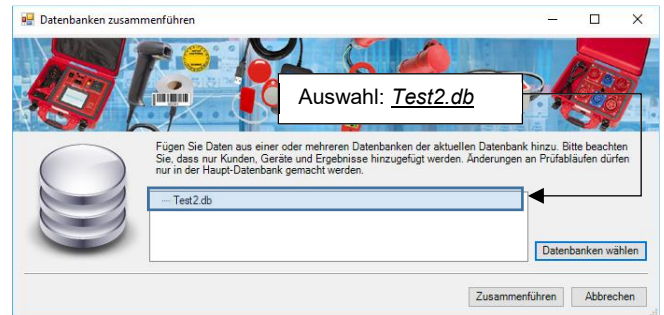 Datenbanken zusammenführen
Auswahl: Test2.db
Fügen Sie Daten aus einer oder mehreren Datenbanken der aktuellen Datenbank hinzu. Bitte beachten
Sie, dass nur Kunden, Geräte und Ergebnisse hinzugefügt werden. Änderungen an Prüfabläufen dürfen
nur in der Haupt-Datenbank gemacht werden.
Test2.db
Datenbanken wählen
Zusammenführen
Abbrechen